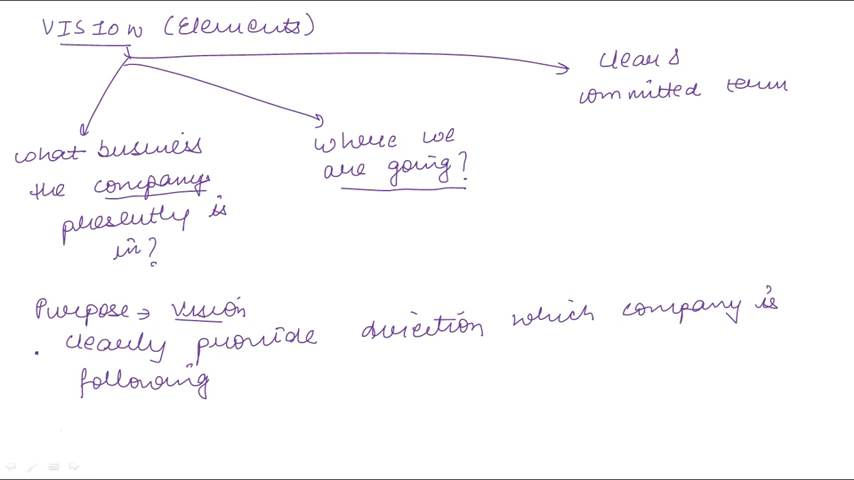 VISION (Elements)
clear &
committed term
what business
the company
presently is
in?
where we
are going?
Purpose → vision
. clearly provide direction which company is
following